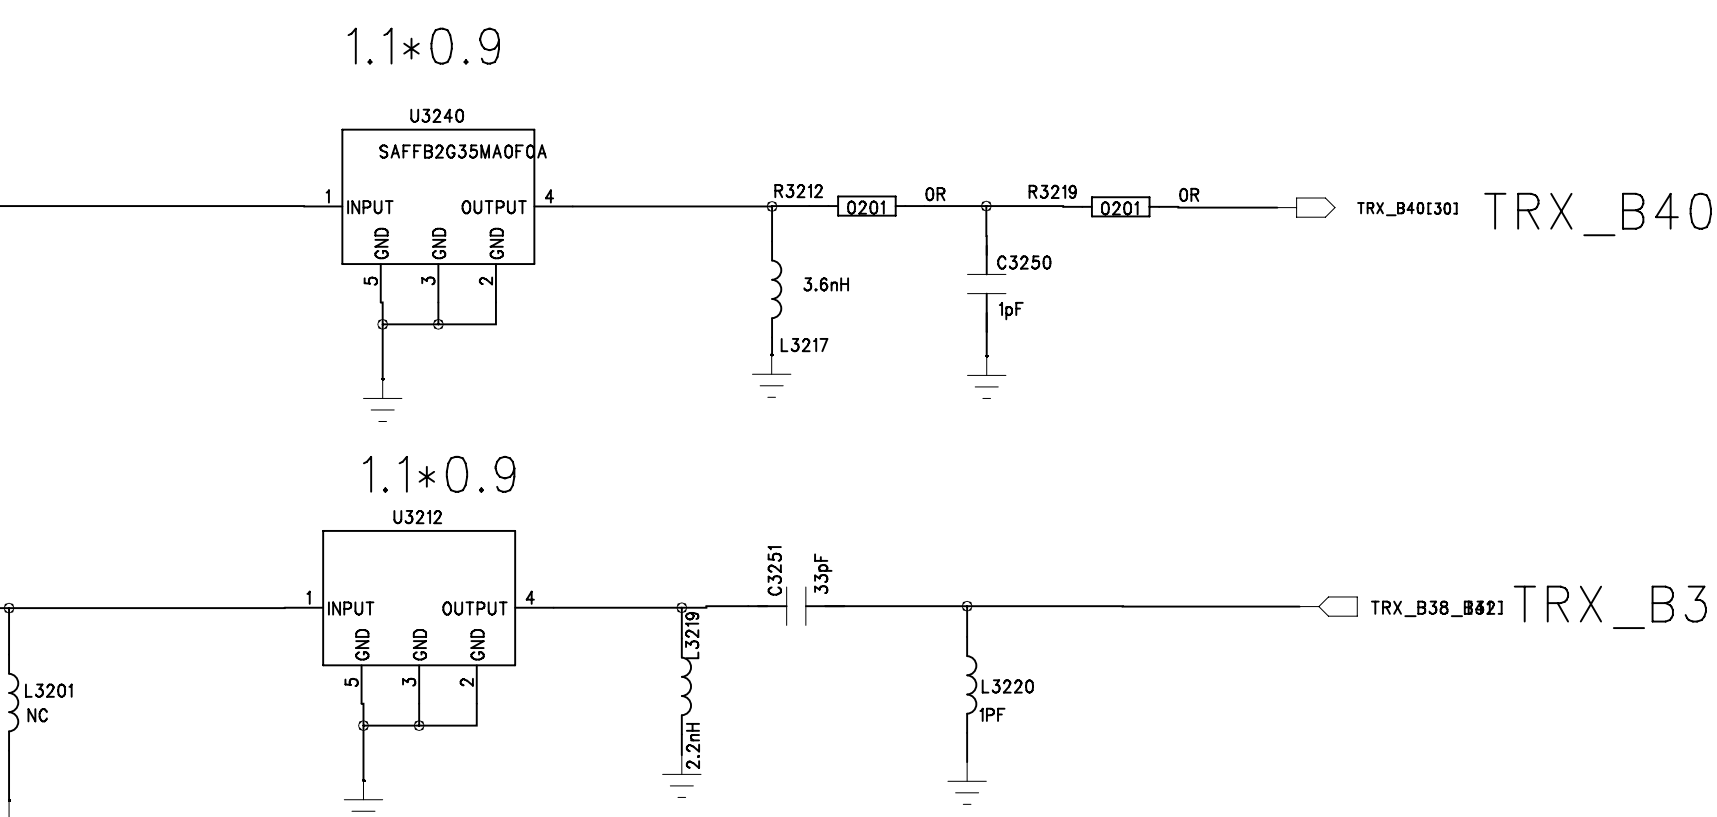 1.1*0.9
U3240
SAFFB2G35MA0F0A
1
INPUT
OUTPUT
4
GND
GND
GND
5
3
2
R3212
0201
0R
R3219
0201
0R
TRX_B40[30]
TRX_B40
3.6nH
L3217
C3250
1pF
1.1*0.9
U3212
1
INPUT
OUTPUT
4
GND
GND
GND
5
3
2
L3201
NC
L3219
2.2nH
C3251
33pF
L3220
1PF
TRX_B38_
TRX_B3